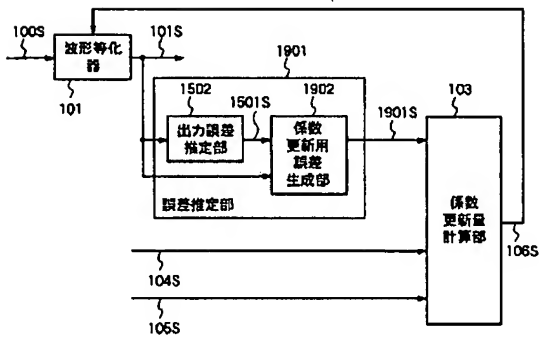 100S
波形等化
器
101
101S
1901
1502
出力誤差
推定部
1501S
1902
係数
更新用
誤差
生成部
誤差推定部
1901S
103
係数
更新量
計算部
106S
104S
105S